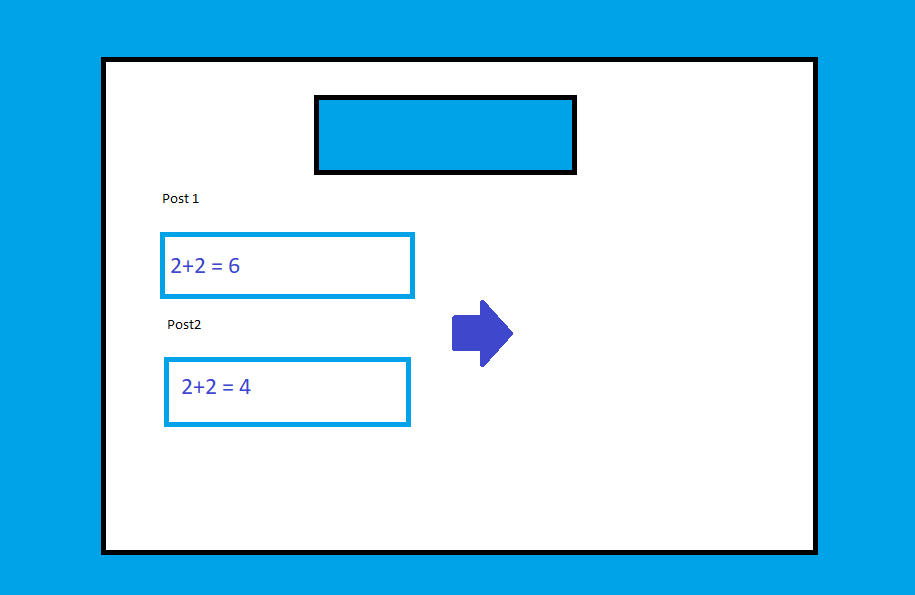 Post 1
2+2 = 6
Post2
2+2 = 4